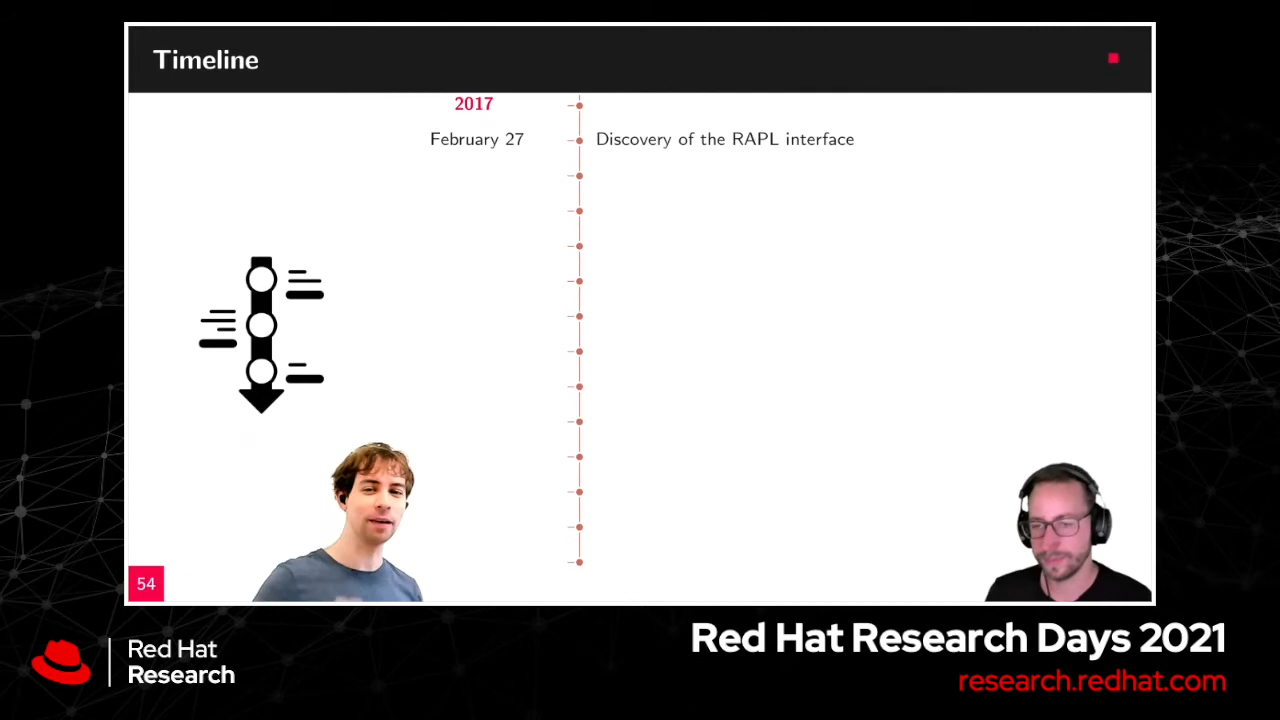 Timeline
2017
February 27
Discovery of the RAPL interface
54
Red Hat
Research
Red Hat Research Days 2021
research.redhat.com